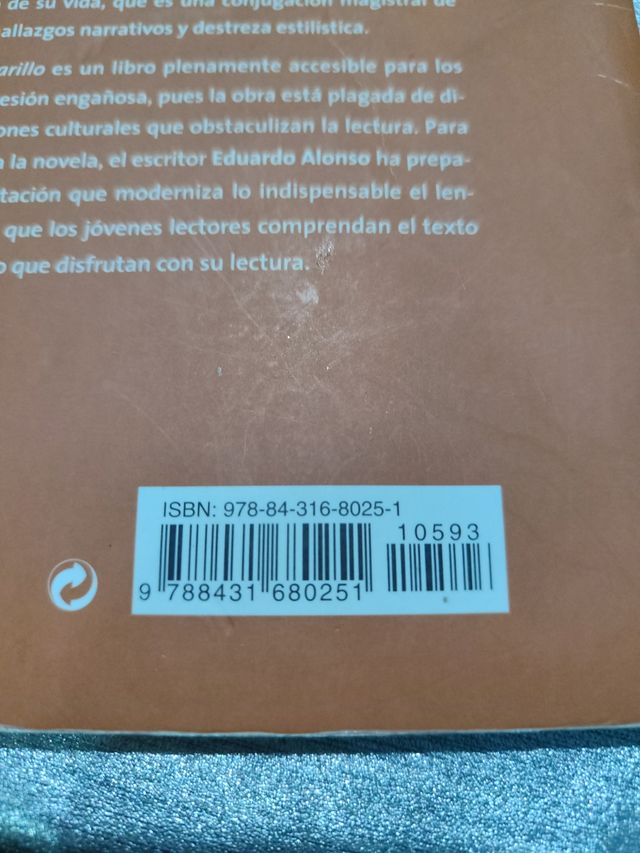 de su vida, que es una conjugación magistral de
allazgos narrativos y destreza estilística.
arillo es un libro plenamente accesible para los
esión engañosa, pues la obra está plagada de di-
ones culturales que obstaculizan la lectura. Para
a la novela, el escritor Eduardo Alonso ha prepa-
tación que moderniza lo indispensable el len-
que los jóvenes lectores comprendan el texto
o que disfrutan con su lectura.
ISBN: 978-84-316-8025-1
10593
9 788431 680251